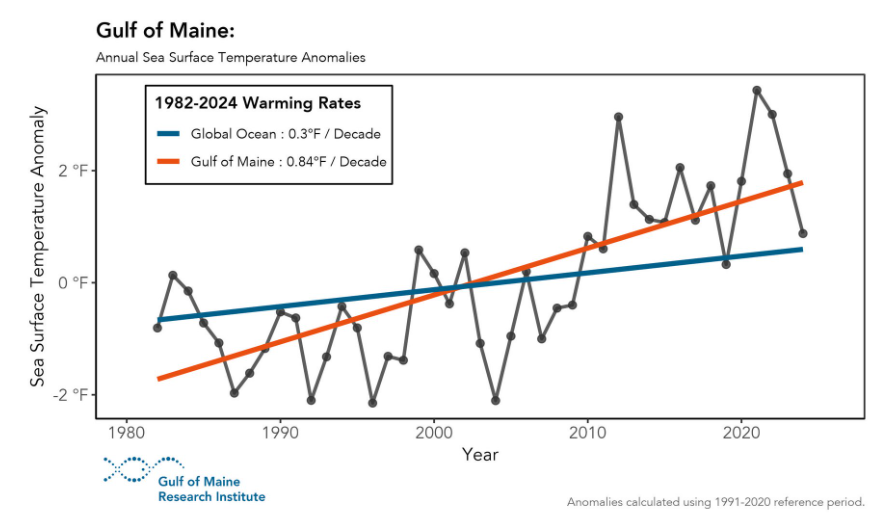 Gulf of Maine:
Annual Sea Surface Temperature Anomalies
1982-2024 Warming Rates
Global Ocean : 0.3°F / Decade
Gulf of Maine : 0.84°F / Decade
Sea Surface Temperature Anomaly
2 °F
0 °F
-2 °F
1980 1990 2000 2010 2020
Year
Gulf of Maine
Research Institute
Anomalies calculated using 1991-2020 reference period.